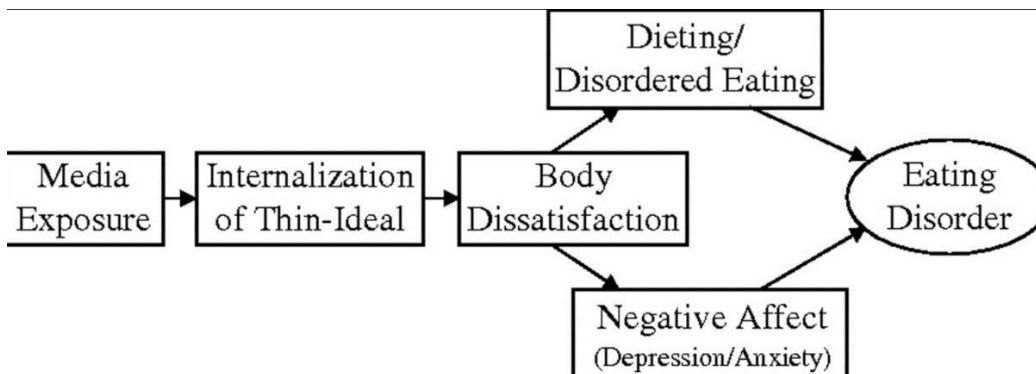 Dieting/
Disordered Eating
Media
Exposure
Internalization
of Thin-Ideal
Body
Dissatisfaction
Eating
Disorder
Negative Affect
(Depression/Anxiety)